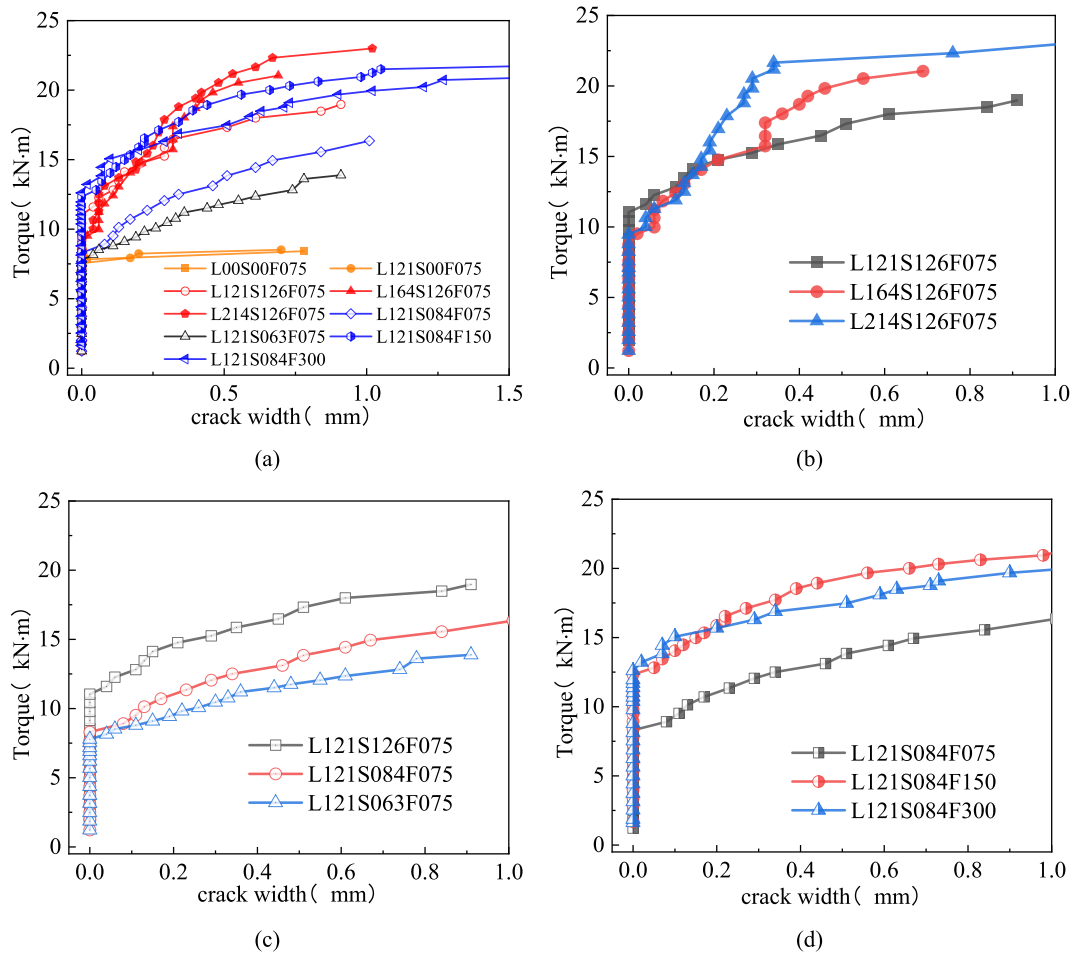 25
20
15
10
5
0
Torque( kN·m)
L00S00F075 L121S00F075
L121S126F075 L164S126F075
L214S126F075 L121S084F075
L121S063F075 L121S084F150
L121S084F300
0.0 0.5 1.0 1.5
crack width( mm)
(a)
25
20
15
10
5
0
Torque( kN·m)
L121S126F075
L164S126F075
L214S126F075
0.0 0.2 0.4 0.6 0.8 1.0
crack width( mm)
(b)
25
20
15
10
5
0
Torque( kN·m)
L121S126F075
L121S084F075
L121S063F075
0.0 0.2 0.4 0.6 0.8 1.0
crack width( mm)
(c)
25
20
15
10
5
0
Torque( kN·m)
L121S084F075
L121S084F150
L121S084F300
0.0 0.2 0.4 0.6 0.8 1.0
crack width( mm)
(d)